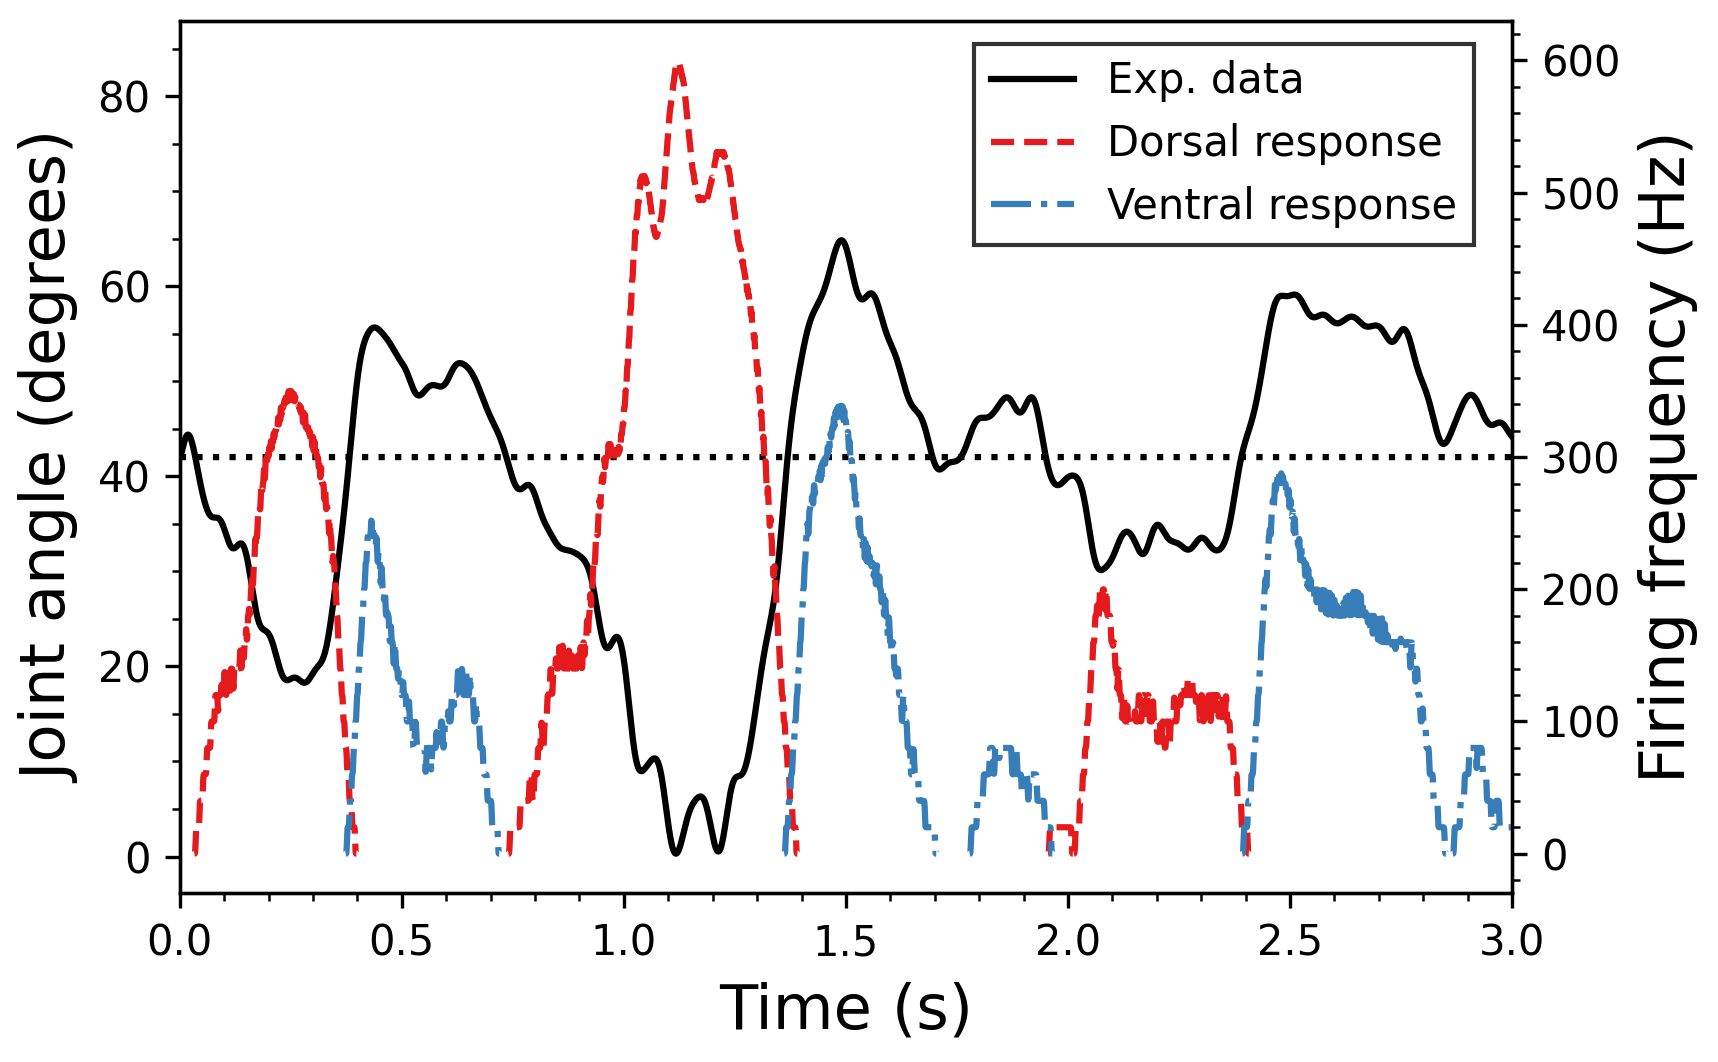 Exp. data
Dorsal response
Ventral response
Joint angle (degrees)
80
60
40
20
0
600
500
400
300
200
100
0
Firing frequency (Hz)
0.0 0.5 1.0 1.5 2.0 2.5 3.0
Time (s)